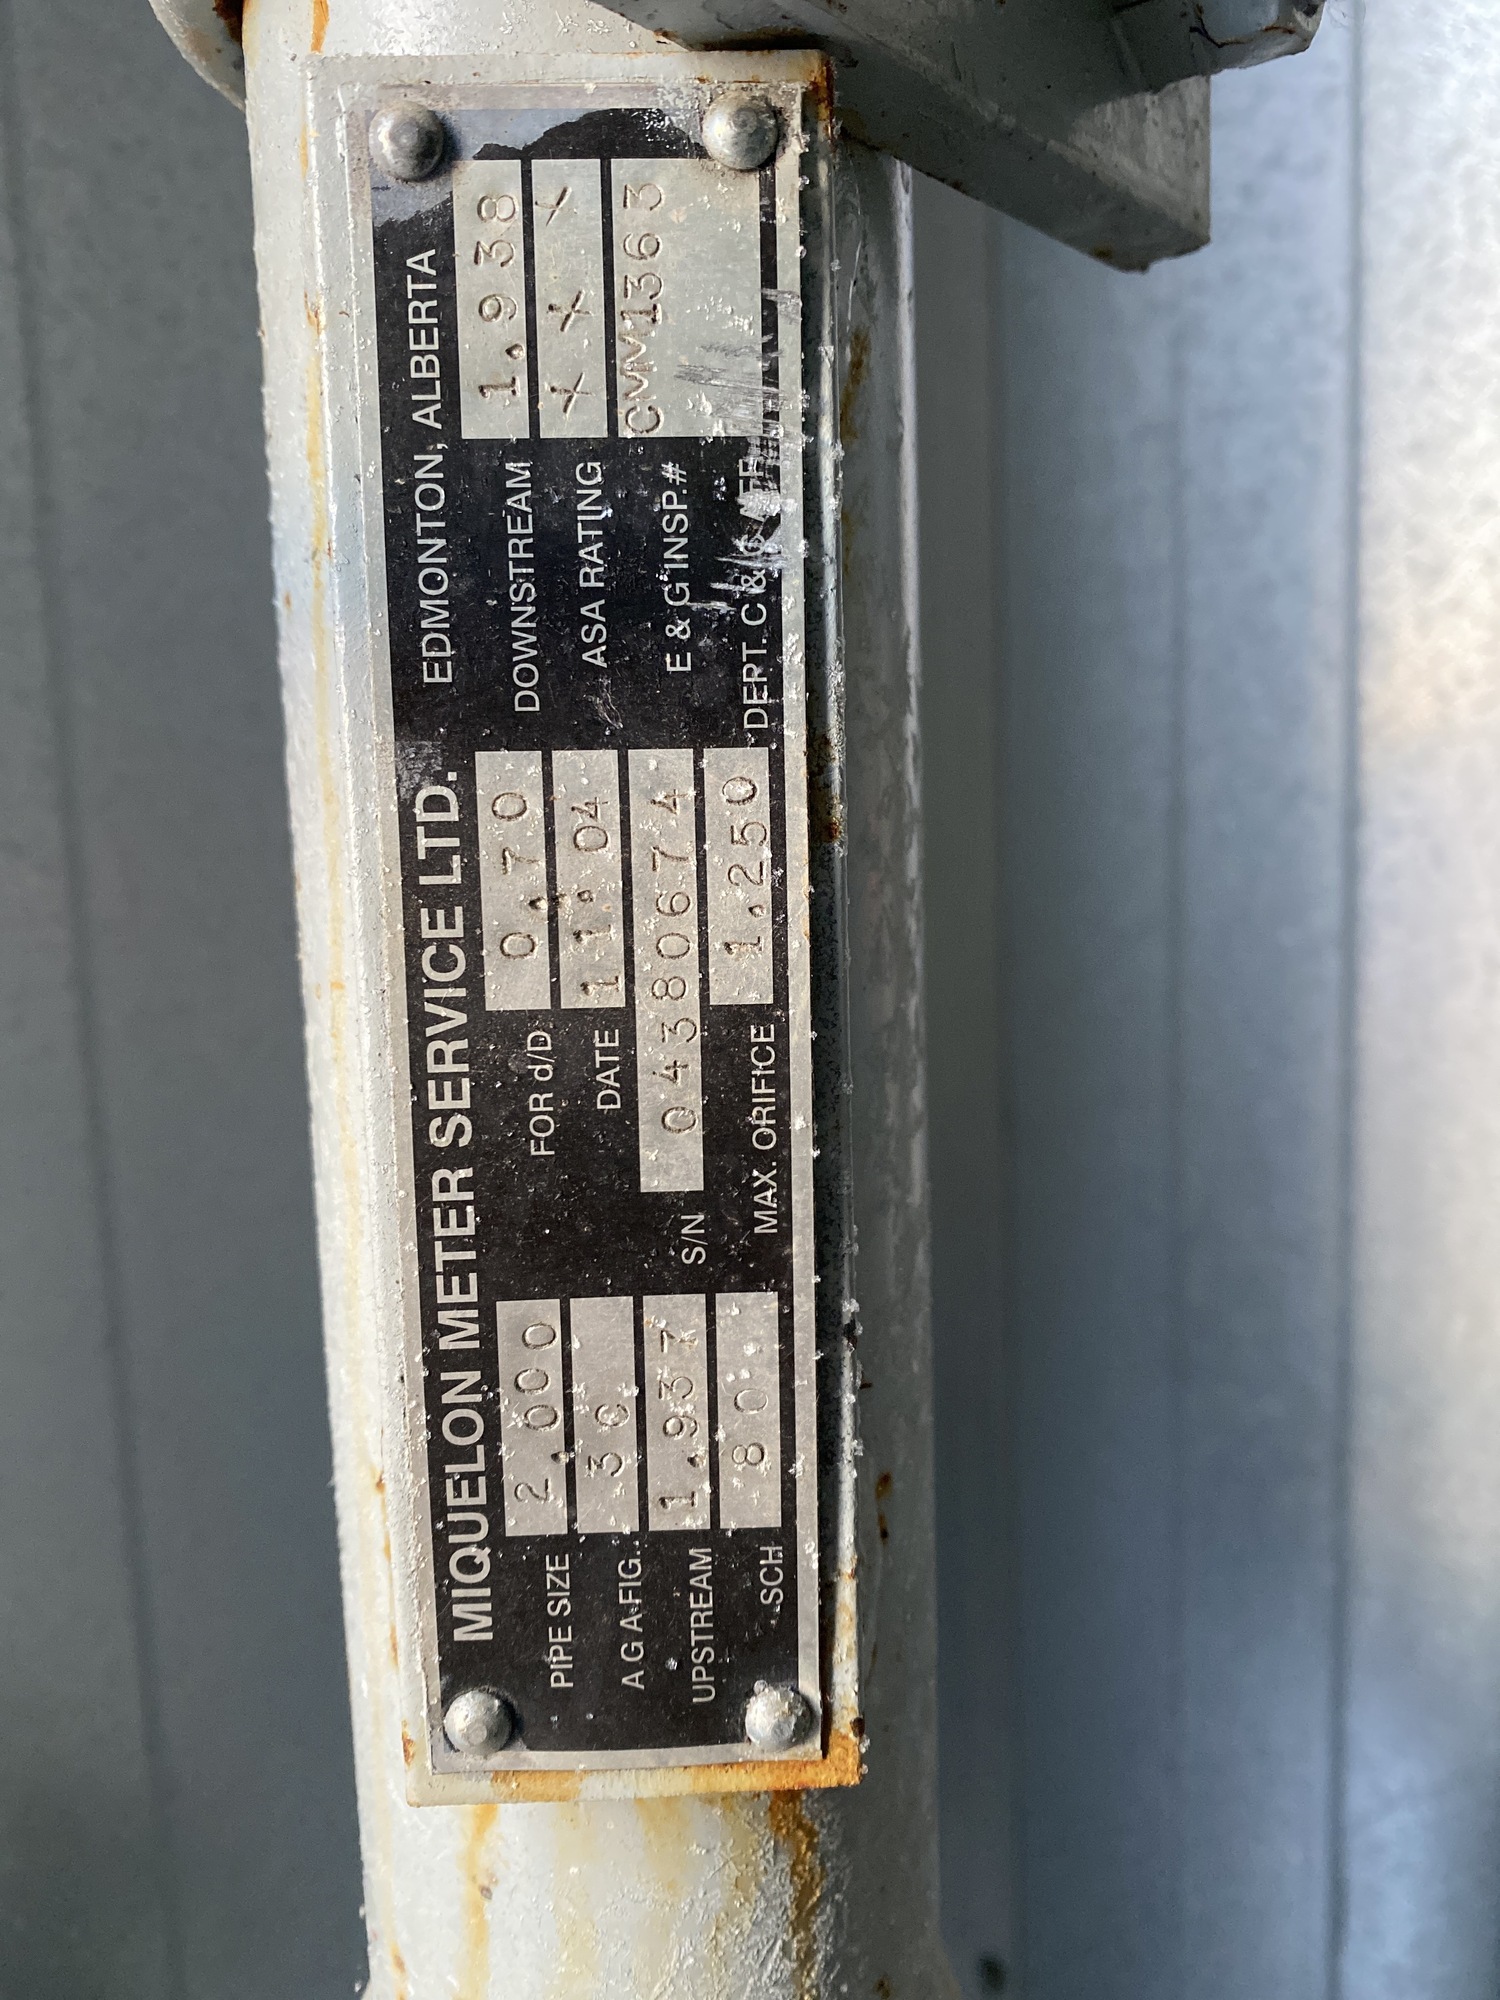 MIQUELON METER SERVICE LTD. EDMONTON, ALBERTA
PIPE SIZE 2.000 FOR d/D 0.70 DOWNSTREAM 1.938
A G A FIG. 3C DATE 11·04 ASA RATING X X X
UPSTREAM 1.937 S/N 04380674 E & G INSP.# CMM1363
SCH 80 MAX. ORIFICE 1.250 DEPT. C &